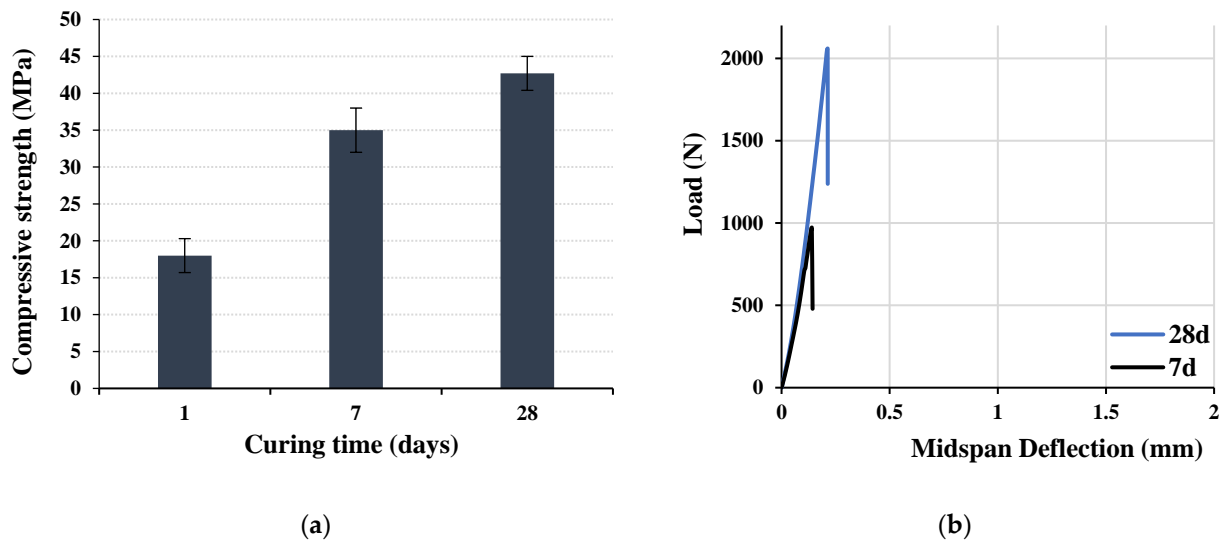 50
45
40
35
30
25
20
15
10
5
0
Compressive strength (MPa)
1 7 28
Curing time (days)
(a)
2000
1500
1000
500
0
Load (N)
28d
7d
0 0.5 1 1.5 2
Midspan Deflection (mm)
(b)